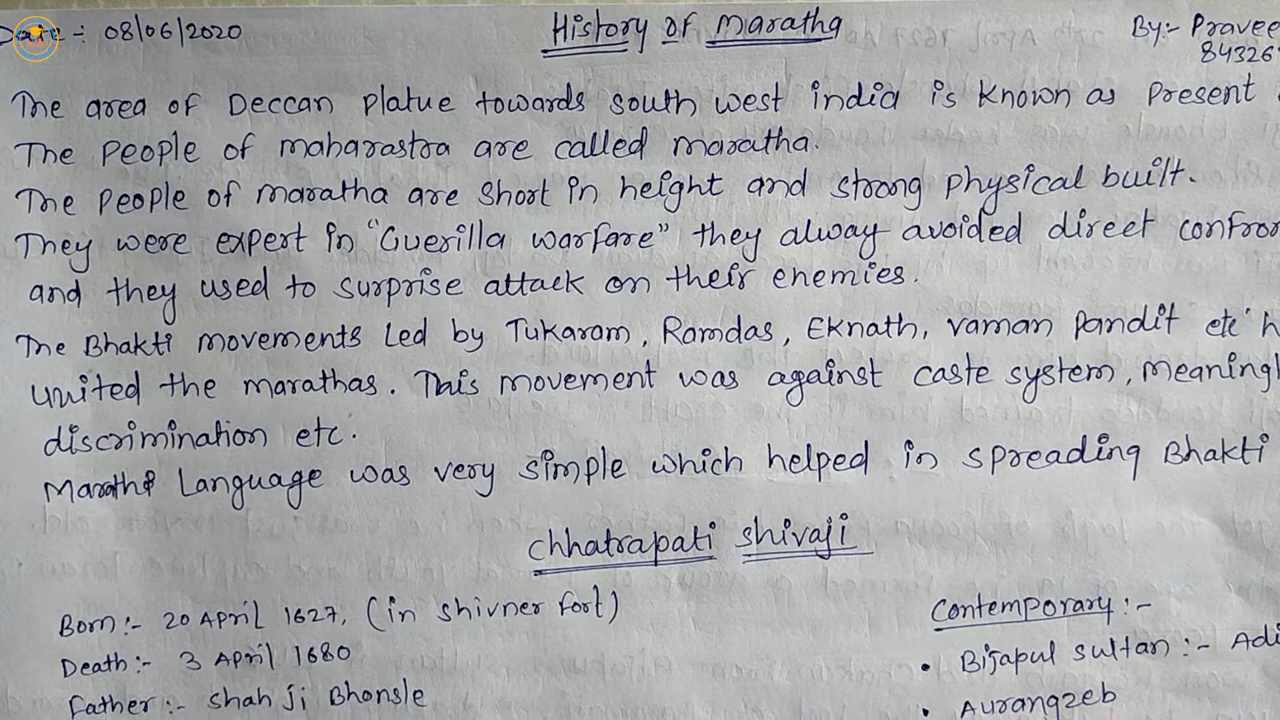 Date :- 08/06/2020
History of Maratha
By:- Pravee
84326
The area of Deccan Platue towards south west india is known as Present
The People of maharastra are called maratha.
The People of maratha are short in height and strong physical built.
They were expert in "Guerilla warfare" they alway avoided direct confron
and they used to surprise attack on their enemies.
The Bhakti movements Led by Tukaram, Ramdas, Eknath, vaman Pandit etc h
united the marathas. This movement was against caste system, meaningl
discrimination etc.
Marathi Language was very simple which helped in spreading Bhakti
chhatrapati shivaji
Born:- 20 April 1627, (in shivner fort)
Death:- 3 April 1680
Father :- shah ji Bhonsle
Contemporary :-
• Bijapul sultan :- Adi
• Aurangzeb